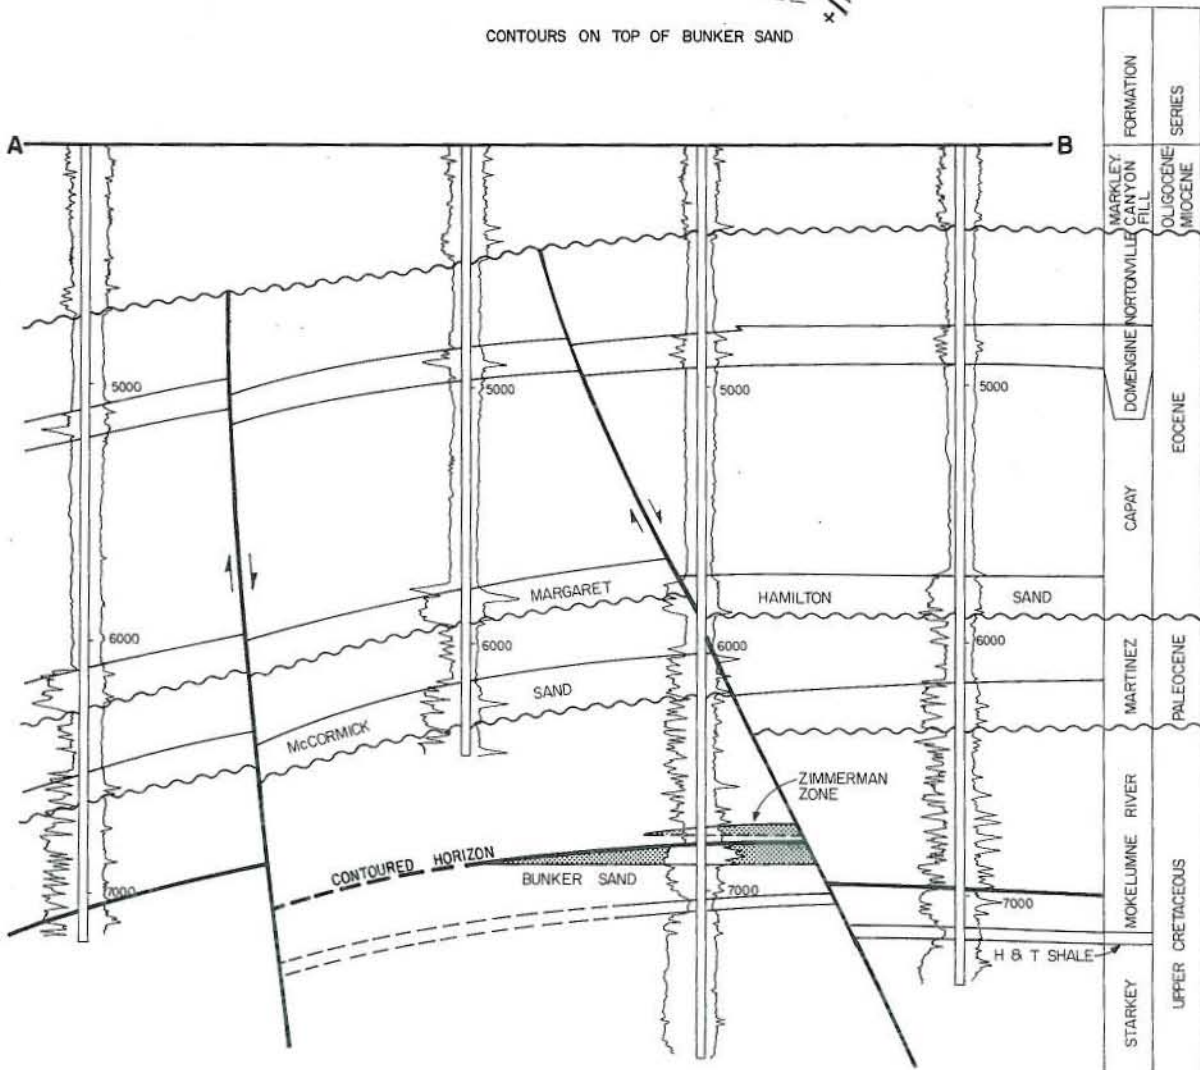 CONTOURS ON TOP OF BUNKER SAND
A
B
FORMATION
SERIES
MARKLEY
CANYON
FILL
OLIGOCENE-
MIOCENE
NORTONVILLE
DOMENGINE
EOCENE
CAPAY
MARTINEZ
PALEOCENE
MOKELUMNE RIVER
UPPER CRETACEOUS
STARKEY
5000
5000
5000
5000
MARGARET HAMILTON SAND
6000
6000
6000
6000
McCORMICK SAND
ZIMMERMAN
ZONE
CONTOURED HORIZON
BUNKER SAND
7000
7000
7000
H & T SHALE